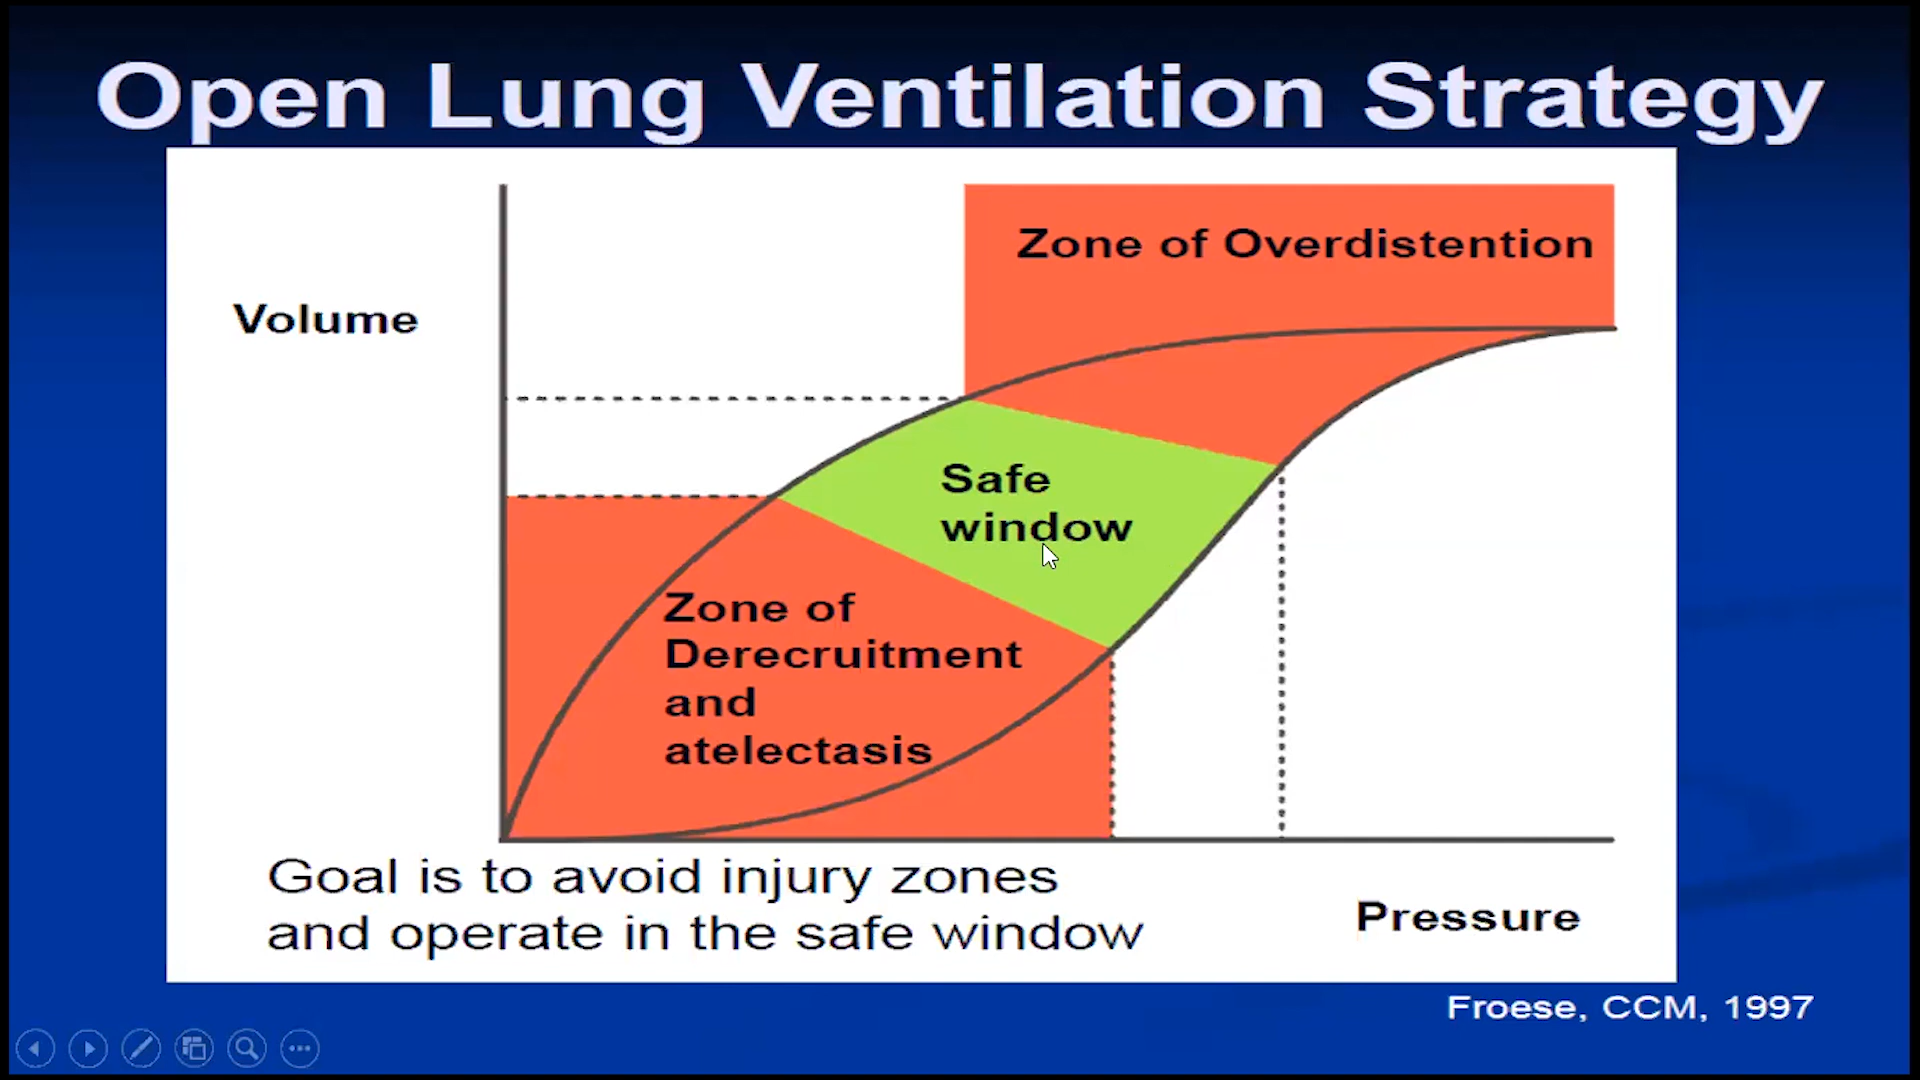 Open Lung Ventilation Strategy
Zone of Overdistention
Volume
Safe
window
Zone of
Derecruitment
and
atelectasis
Goal is to avoid injury zones
and operate in the safe window
Pressure
Froese, CCM, 1997